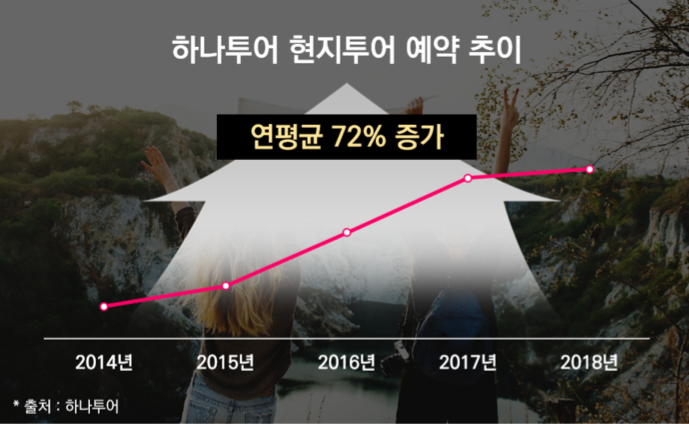 하나투어 현지투어 예약 추이
연평균 72% 증가
2014년 2015년 2016년 2017년 2018년
* 출처 : 하나투어